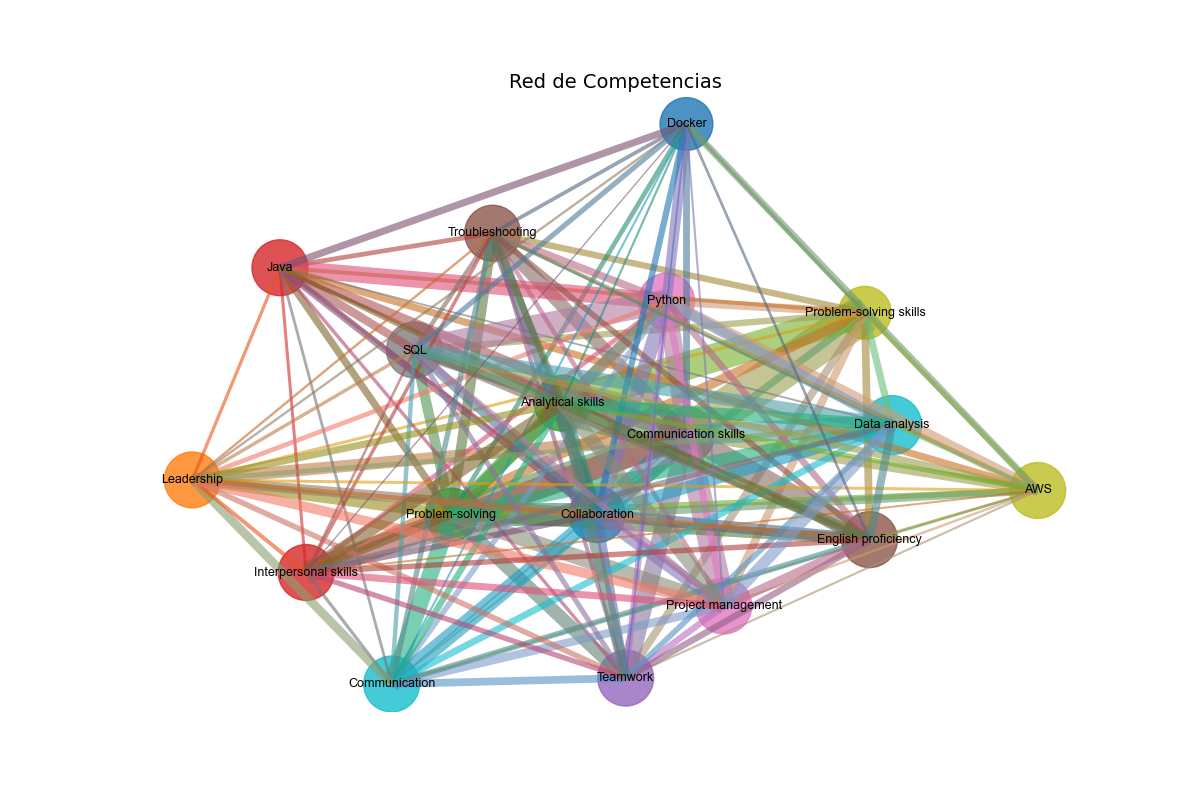 Red de Competencias
Docker
Troubleshooting
Java
Python
Problem-solving skills
SQL
Analytical skills
Data analysis
Communication skills
Leadership
AWS
Problem-solving
Collaboration
English proficiency
Interpersonal skills
Project management
Teamwork
Communication